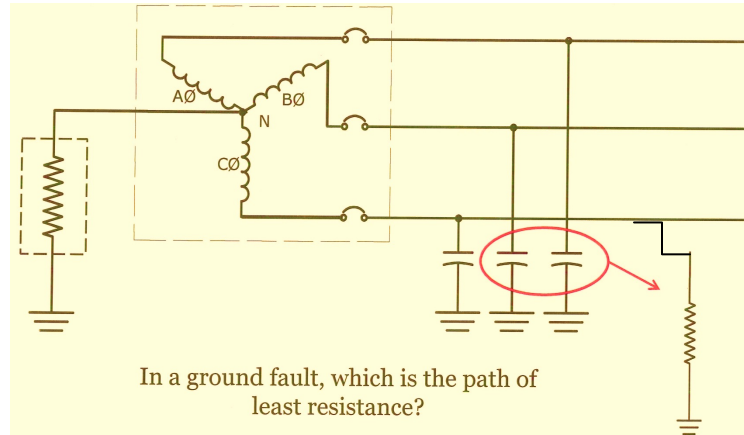 AØ
BØ
N
CØ
In a ground fault, which is the path of
least resistance?